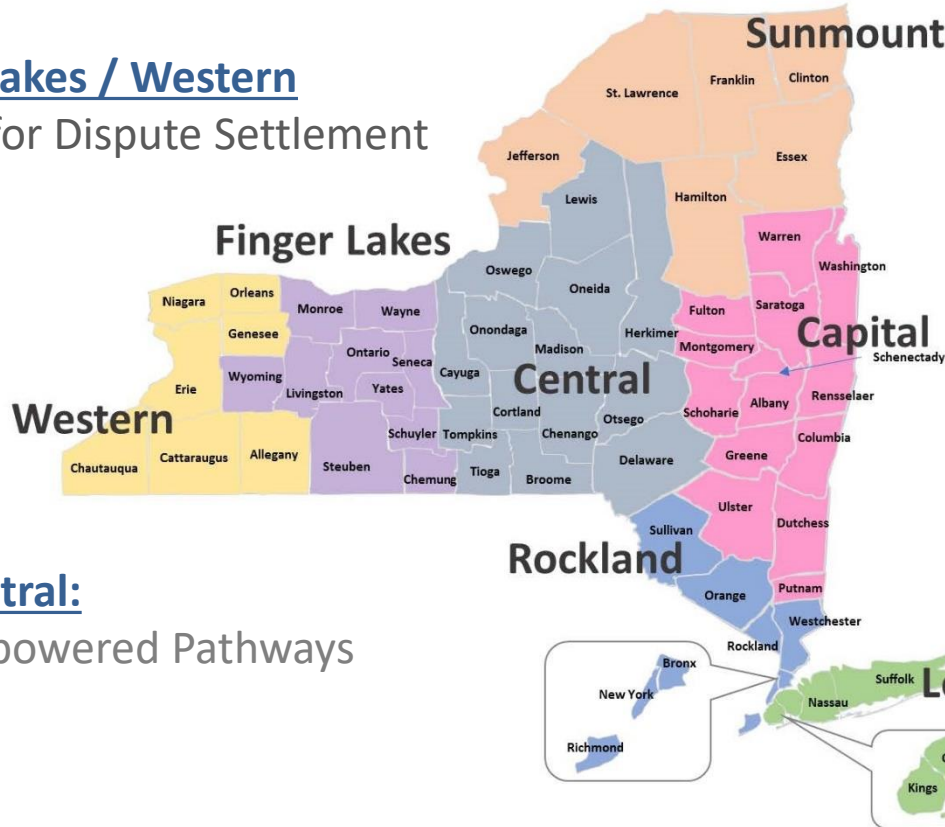 Sunmount
akes / Western
for Dispute Settlement
Franklin
Clinton
St. Lawrence
Jefferson
Essex
Lewis
Hamilton
Finger Lakes
Warren
Washington
Oswego
Oneida
Niagara
Orleans
Monroe
Wayne
Fulton
Saratoga
Genesee
Onondaga
Herkimer
Capital
Montgomery
Madison
Ontario
Seneca
Schenectady
Wyoming
Cayuga
Central
Erie
Livingston
Yates
Albany
Rensselaer
Western
Cortland
Schoharie
Otsego
Schuyler
Tompkins
Chenango
Columbia
Chautauqua
Cattaraugus
Allegany
Steuben
Greene
Delaware
Chemung
Tioga
Broome
Ulster
Dutchess
Sullivan
Rockland
tral:
Orange
Putnam
Westchester
powered Pathways
Rockland
Bronx
Suffolk
L
New York
Nassau
Richmond
Kings